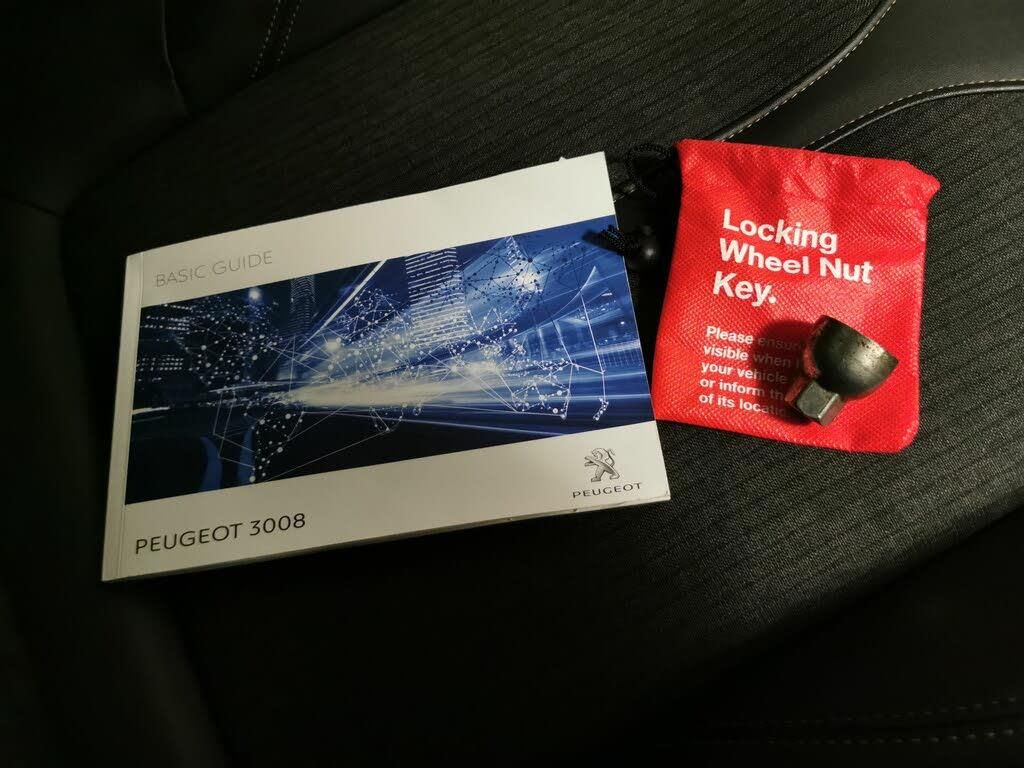 BASIC GUIDE
PEUGEOT
PEUGEOT 3008
Locking
Wheel Nut
Key.
Please ensure
visible when
your vehicle
or inform th
of its locati